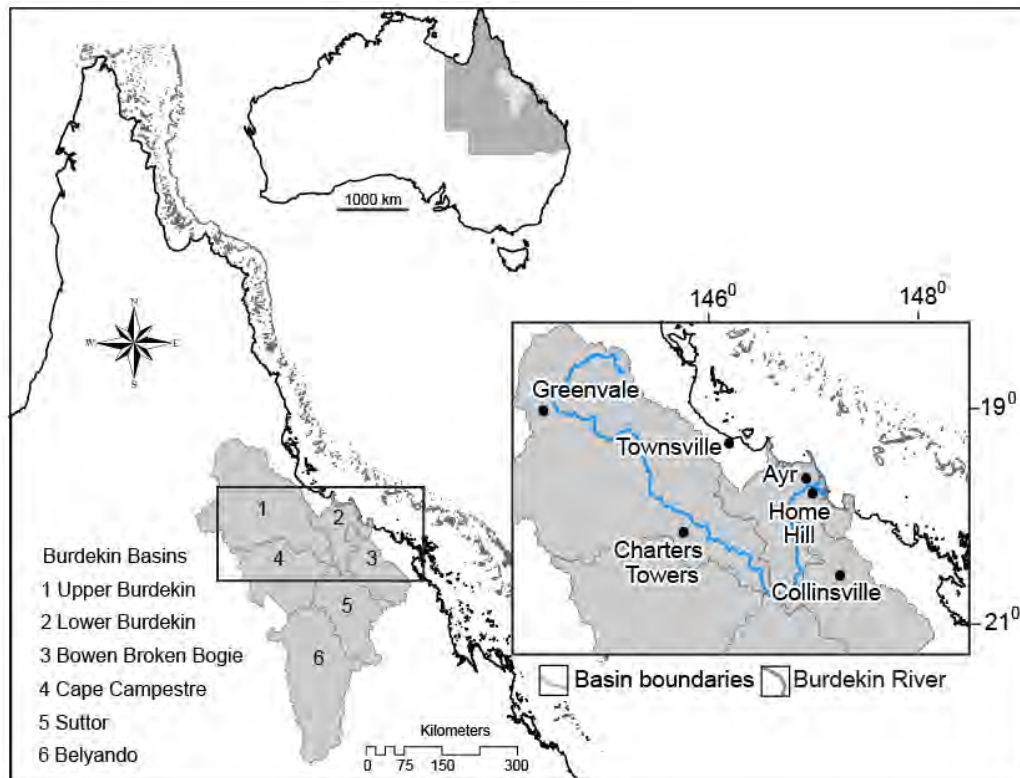 1000 km
N
W
E
S
146⁰
148⁰
19⁰
21⁰
Greenvale
Townsville
Ayr
Home
Hill
Charters
Towers
Collinsville
Basin boundaries
Burdekin River
1
2
3
4
5
6
Burdekin Basins
1 Upper Burdekin
2 Lower Burdekin
3 Bowen Broken Bogie
4 Cape Campestre
5 Suttor
6 Belyando
Kilometers
0 75 150 300